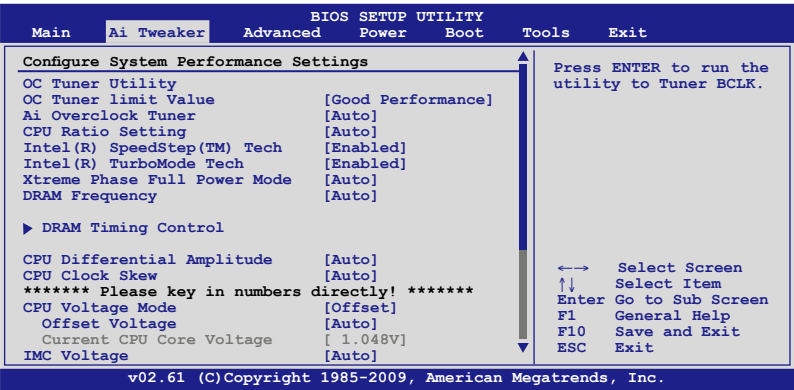 BIOS SETUP UTILITY
Main Ai Tweaker Advanced Power Boot Tools Exit
Configure System Performance Settings
OC Tuner Utility
OC Tuner limit Value [Good Performance]
Ai Overclock Tuner [Auto]
CPU Ratio Setting [Auto]
Intel(R) SpeedStep(TM) Tech [Enabled]
Intel(R) TurboMode Tech [Enabled]
Xtreme Phase Full Power Mode [Auto]
DRAM Frequency [Auto]
▶ DRAM Timing Control
CPU Differential Amplitude [Auto]
CPU Clock Skew [Auto]
******* Please key in numbers directly! *******
CPU Voltage Mode [Offset]
Offset Voltage [Auto]
Current CPU Core Voltage [ 1.048V]
IMC Voltage [Auto]
Press ENTER to run the
utility to Tuner BCLK.
←→ Select Screen
↑↓ Select Item
Enter Go to Sub Screen
F1 General Help
F10 Save and Exit
ESC Exit
v02.61 (C)Copyright 1985-2009, American Megatrends, Inc.